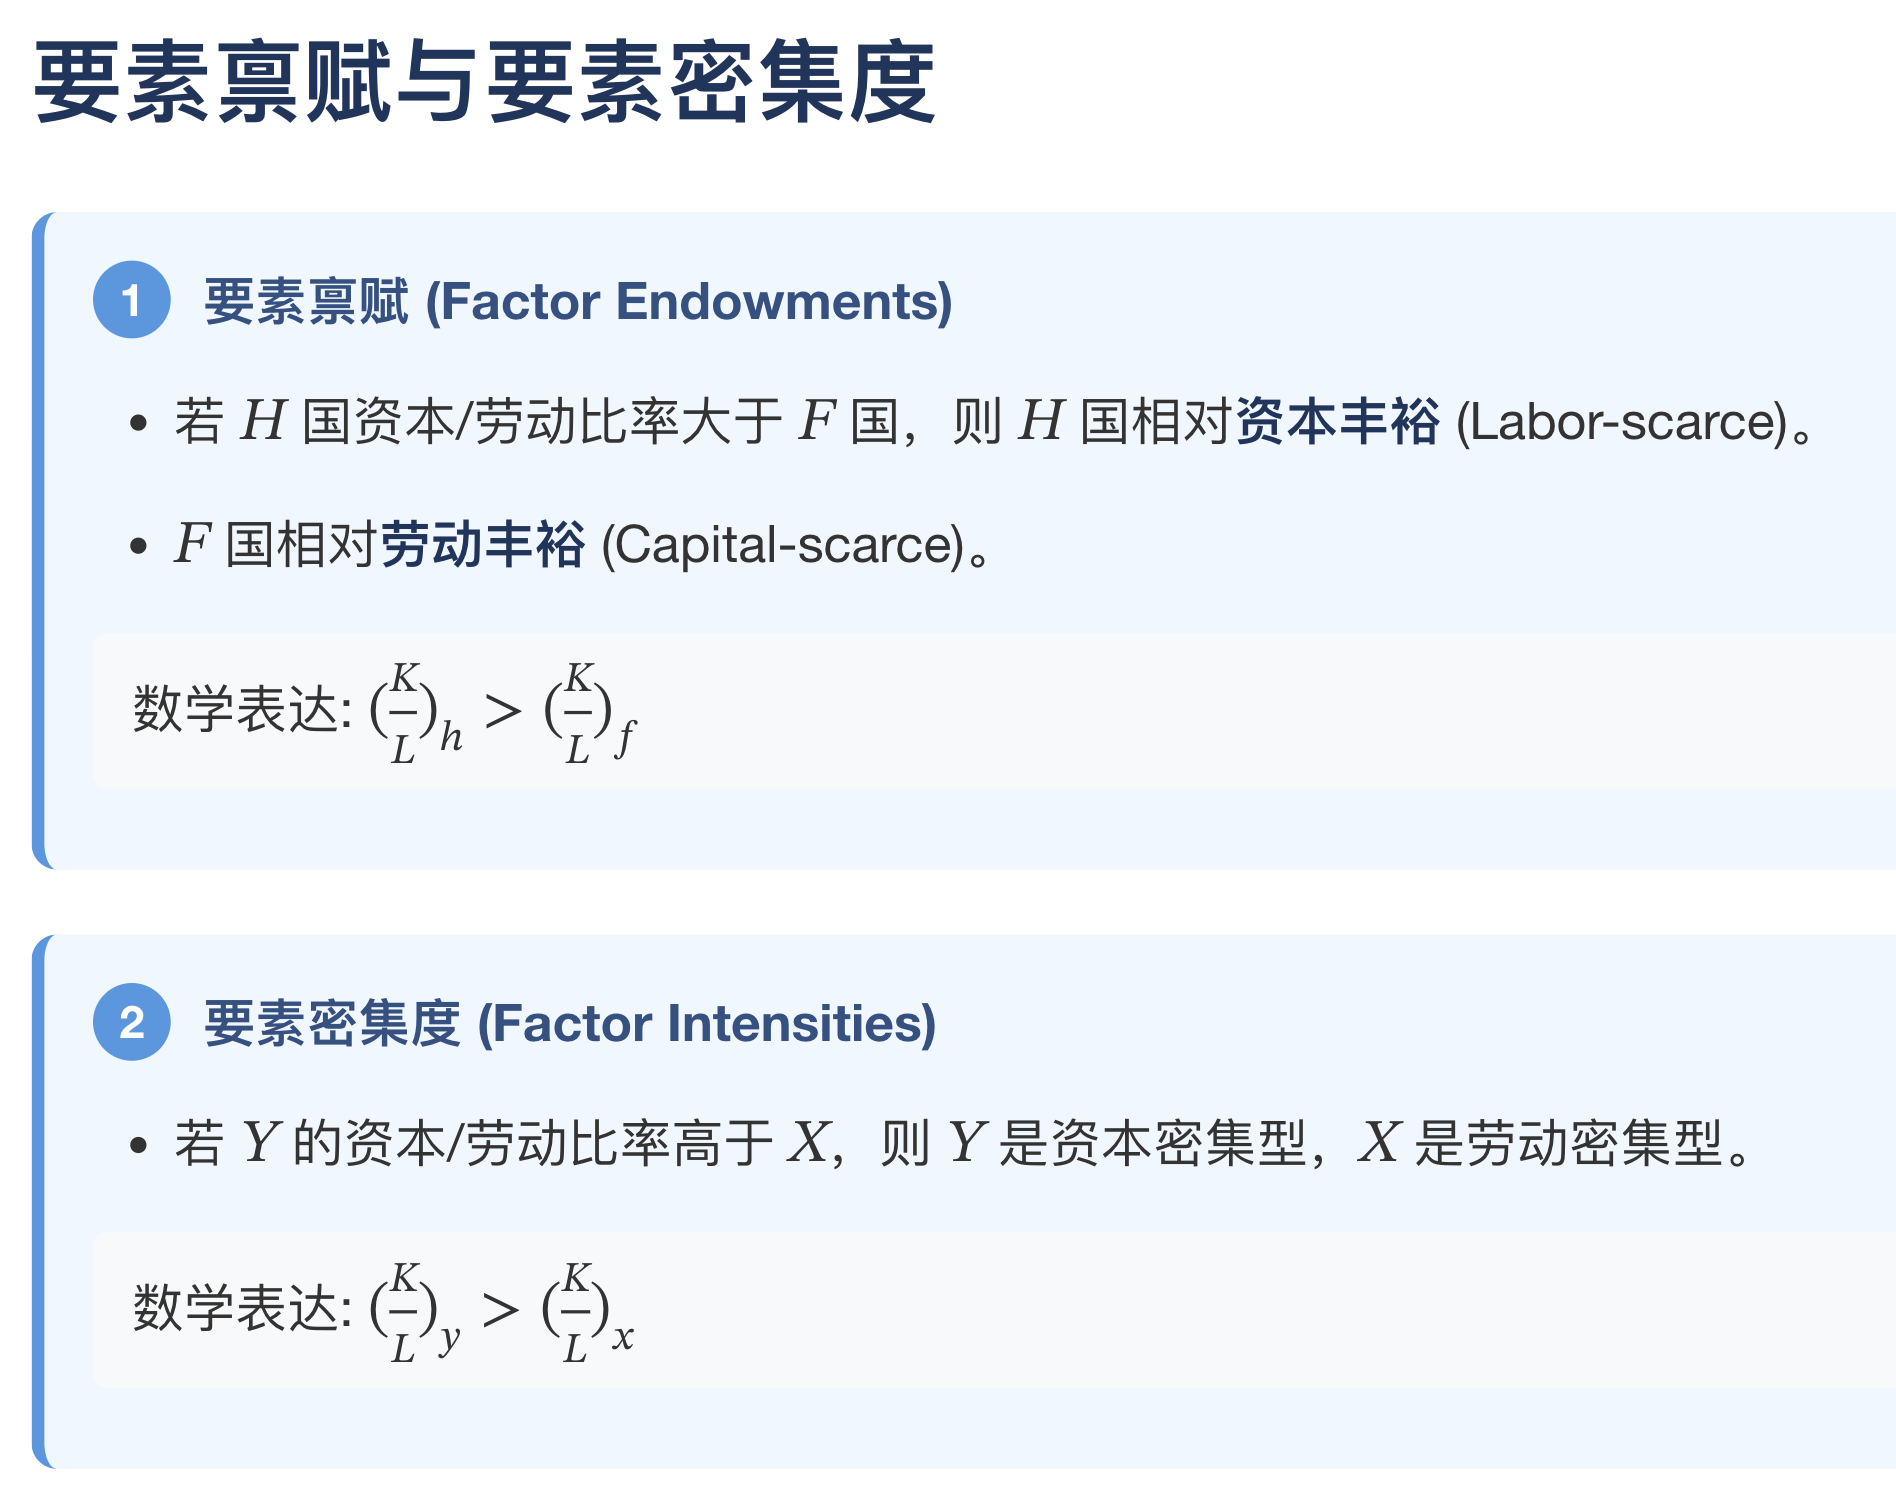 要素禀赋与要素密集度
1 要素禀赋 (Factor Endowments)
• 若 H 国资本/劳动比率大于 F 国，则 H 国相对资本丰裕 (Labor-scarce)。
• F 国相对劳动丰裕 (Capital-scarce)。
数学表达: (K/L)_h > (K/L)_f
2 要素密集度 (Factor Intensities)
• 若 Y 的资本/劳动比率高于 X，则 Y 是资本密集型，X 是劳动密集型。
数学表达: (K/L)_y > (K/L)_x